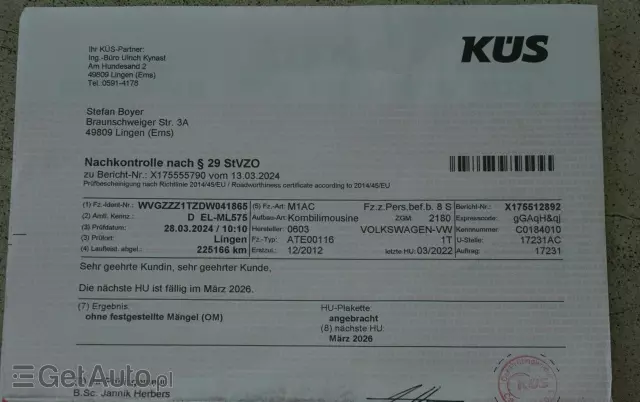 Ihr KÜS-Partner:
Ing.-Büro Ulrich Kynast
Am Hundesand 2
49809 Lingen (Ems)
Tel.:0591-4176
KÜS
Stefan Boyer
Braunschweiger Str. 3A
49809 Lingen (Ems)
Nachkontrolle nach § 29 StVZO
zu Bericht-Nr.: X175555790 vom 13.03.2024
Prüfbescheinigung nach Richtlinie 2014/45/EU / Roadworthiness certificate according to 2014/45/EU
(1) Fz.-Ident-Nr.: WVGZZZ1TZDW041865 (5) Fz.-Art: M1AC Fz.z.Pers.bef.b. 8 S Bericht-Nr.: X175512892
(2) Amtl. Kennz.: D EL-ML575 Aufbau-Art: Kombilimousine ZGM 2180 Expresscode: gGAqH&qj
(3) Prüfdatum: 28.03.2024 / 10:10 Hersteller: 0603 VOLKSWAGEN-VW Kennnummer C0184010
(3) Prüfort: Lingen Fz.-Typ: ATE00116 1T U-Stelle: 17231AC
(4) Laufleist. abgel.: 225166 km Erstzul.: 12/2012 letzte HU: 03/2022 Auftrag: 17231
Sehr geehrte Kundin, sehr geehrter Kunde,
Die nächste HU ist fällig im März 2026.
(7) Ergebnis: HU-Plakette:
ohne festgestellte Mängel (OM) angebracht
(8) nächste HU:
März 2026
GetAuto.pl
B.Sc. Jannik Herbers
KÜS